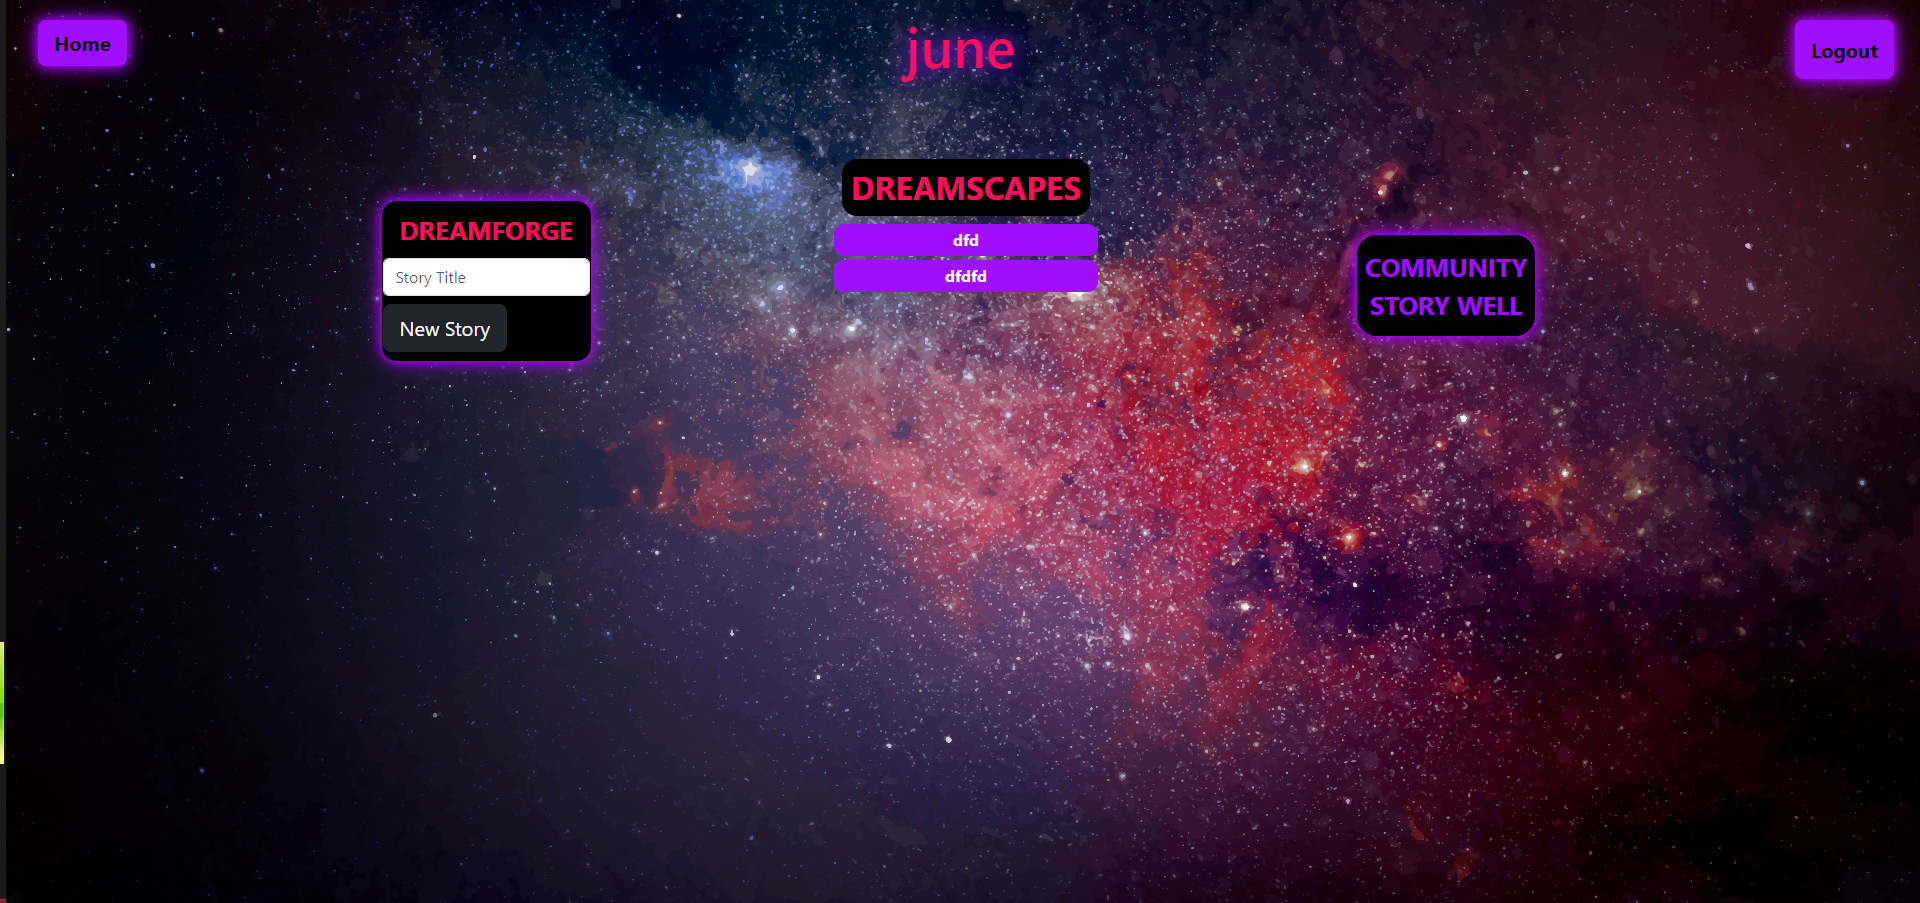 Home
june
Logout
DREAMFORGE
Story Title
New Story
DREAMSCAPES
dfd
dfdfd
COMMUNITY
STORY WELL